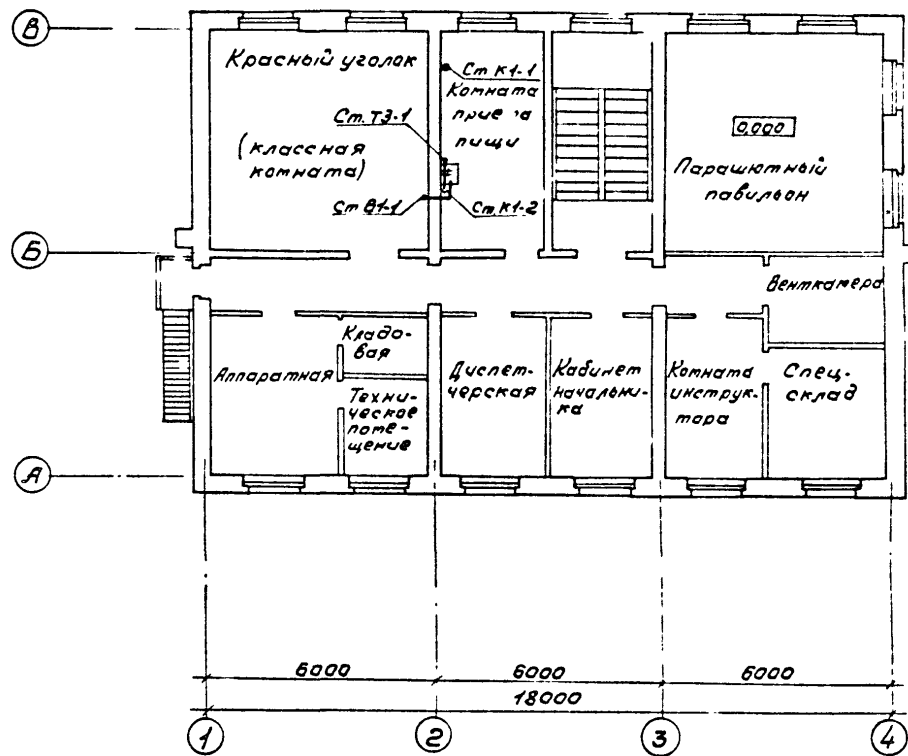 В
Красный уголок
(классная
комната)
Ст К1-1
Комната
приема
пищи
Ст. Т3-1
Ст В1-1
Ст К1-2
0,000
Парашютный
павильон
Б
Венткамера
Аппаратная
Кладо-
вая
Техни-
ческое
поме-
щение
Диспет-
черская
Кабинет
начальни-
ка
Комната
инструк-
тора
Спец-
склад
А
6000
6000
6000
18000
1
2
3
4